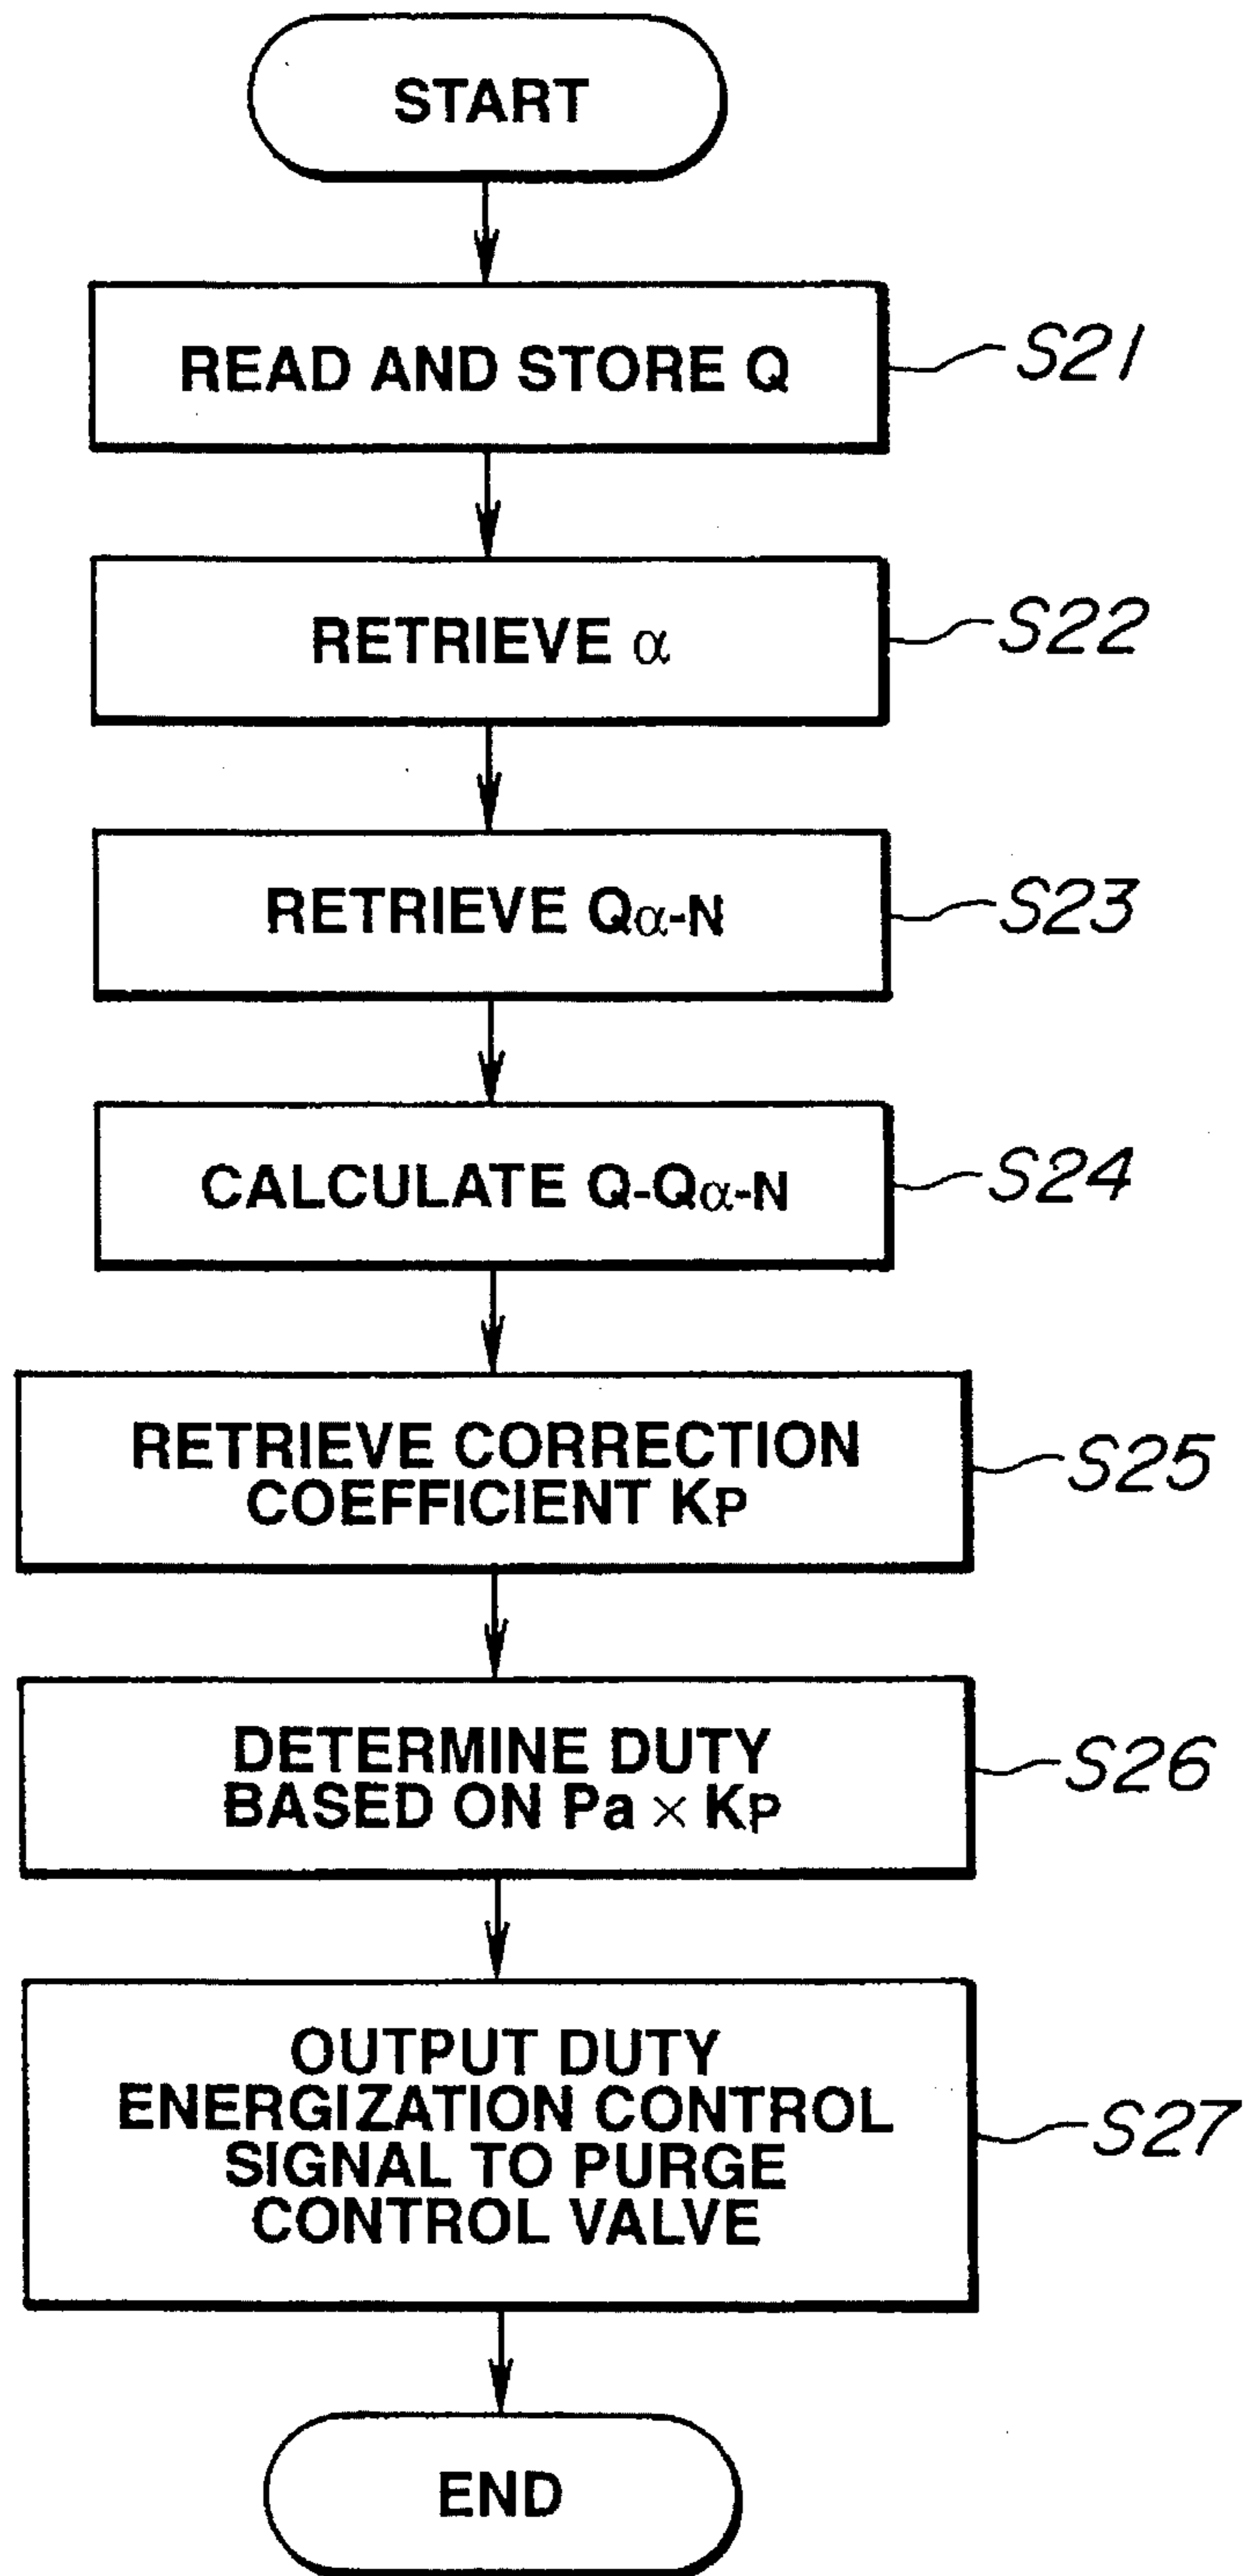 START
READ AND STORE Q
S21
RETRIEVE α
S22
RETRIEVE Qα-N
S23
CALCULATE Q-Qα-N
S24
RETRIEVE CORRECTION
COEFFICIENT KP
S25
DETERMINE DUTY
BASED ON Pa × KP
S26
OUTPUT DUTY
ENERGIZATION CONTROL
SIGNAL TO PURGE
CONTROL VALVE
S27
END